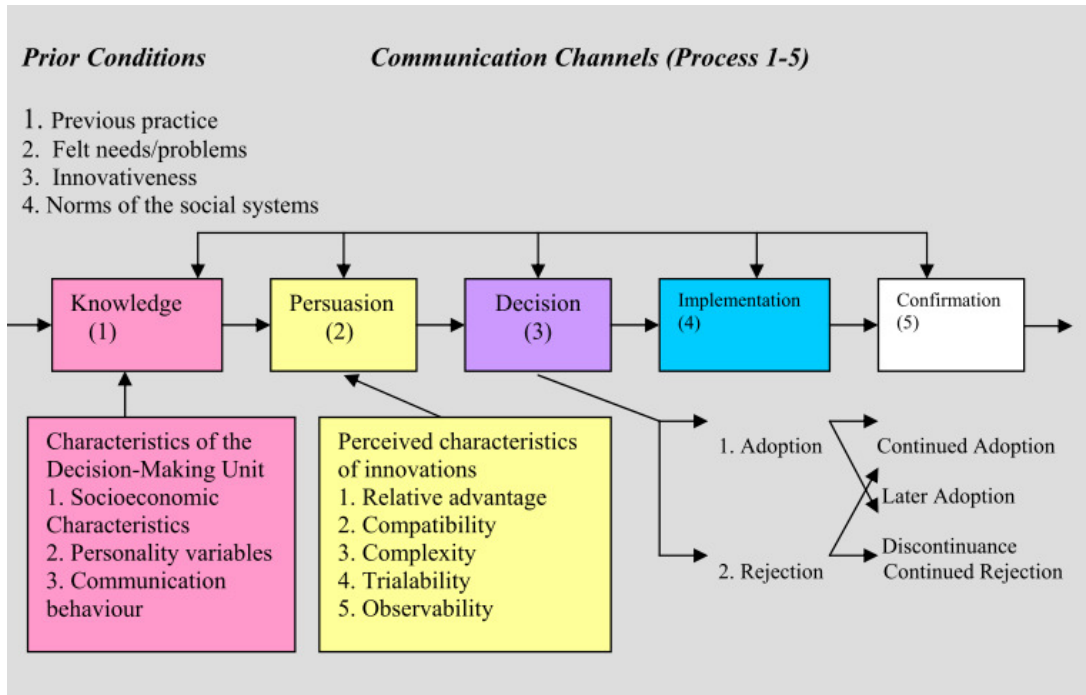 Prior Conditions
Communication Channels (Process 1-5)
1. Previous practice
2. Felt needs/problems
3. Innovativeness
4. Norms of the social systems
Knowledge
(1)
Persuasion
(2)
Decision
(3)
Implementation
(4)
Confirmation
(5)
Characteristics of the
Decision-Making Unit
1. Socioeconomic
Characteristics
2. Personality variables
3. Communication
behaviour
Perceived characteristics
of innovations
1. Relative advantage
2. Compatibility
3. Complexity
4. Trialability
5. Observability
1. Adoption
2. Rejection
Continued Adoption
Later Adoption
Discontinuance
Continued Rejection